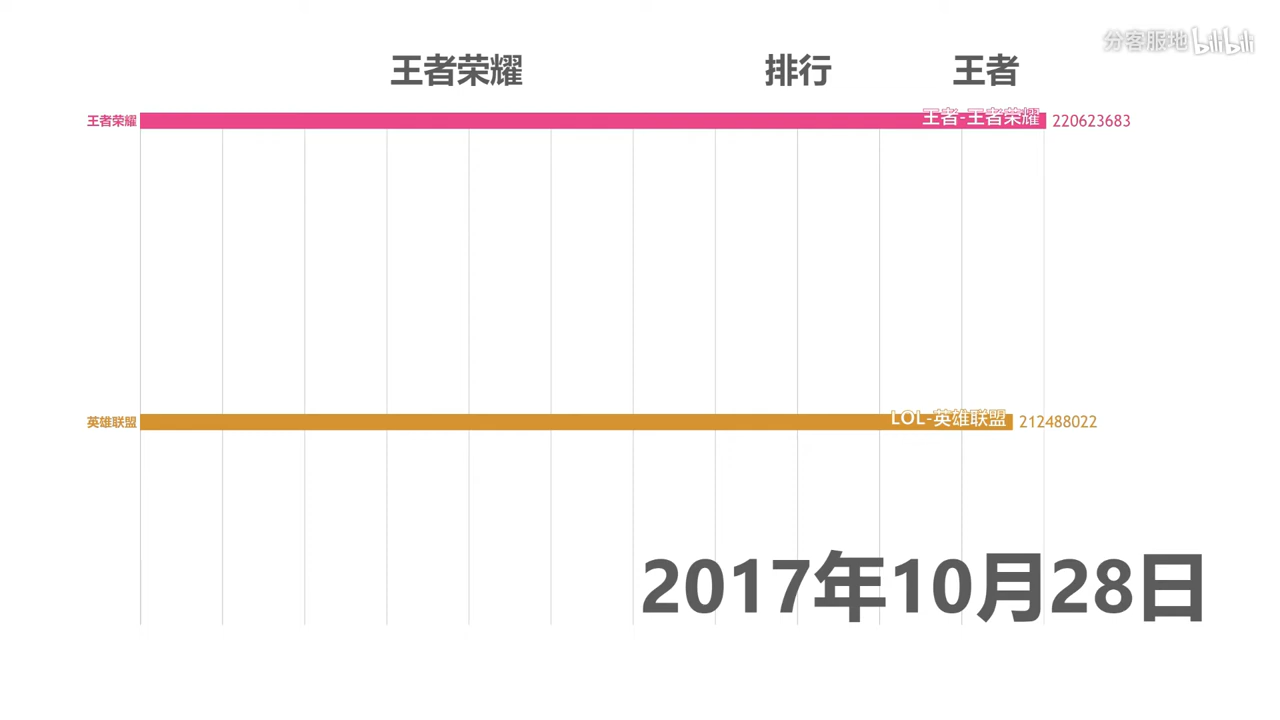 分客服地 bilibili
王者荣耀 排行 王者
王者荣耀 王者-王者荣耀 220623683
英雄联盟 LOL-英雄联盟 212488022
2017年10月28日